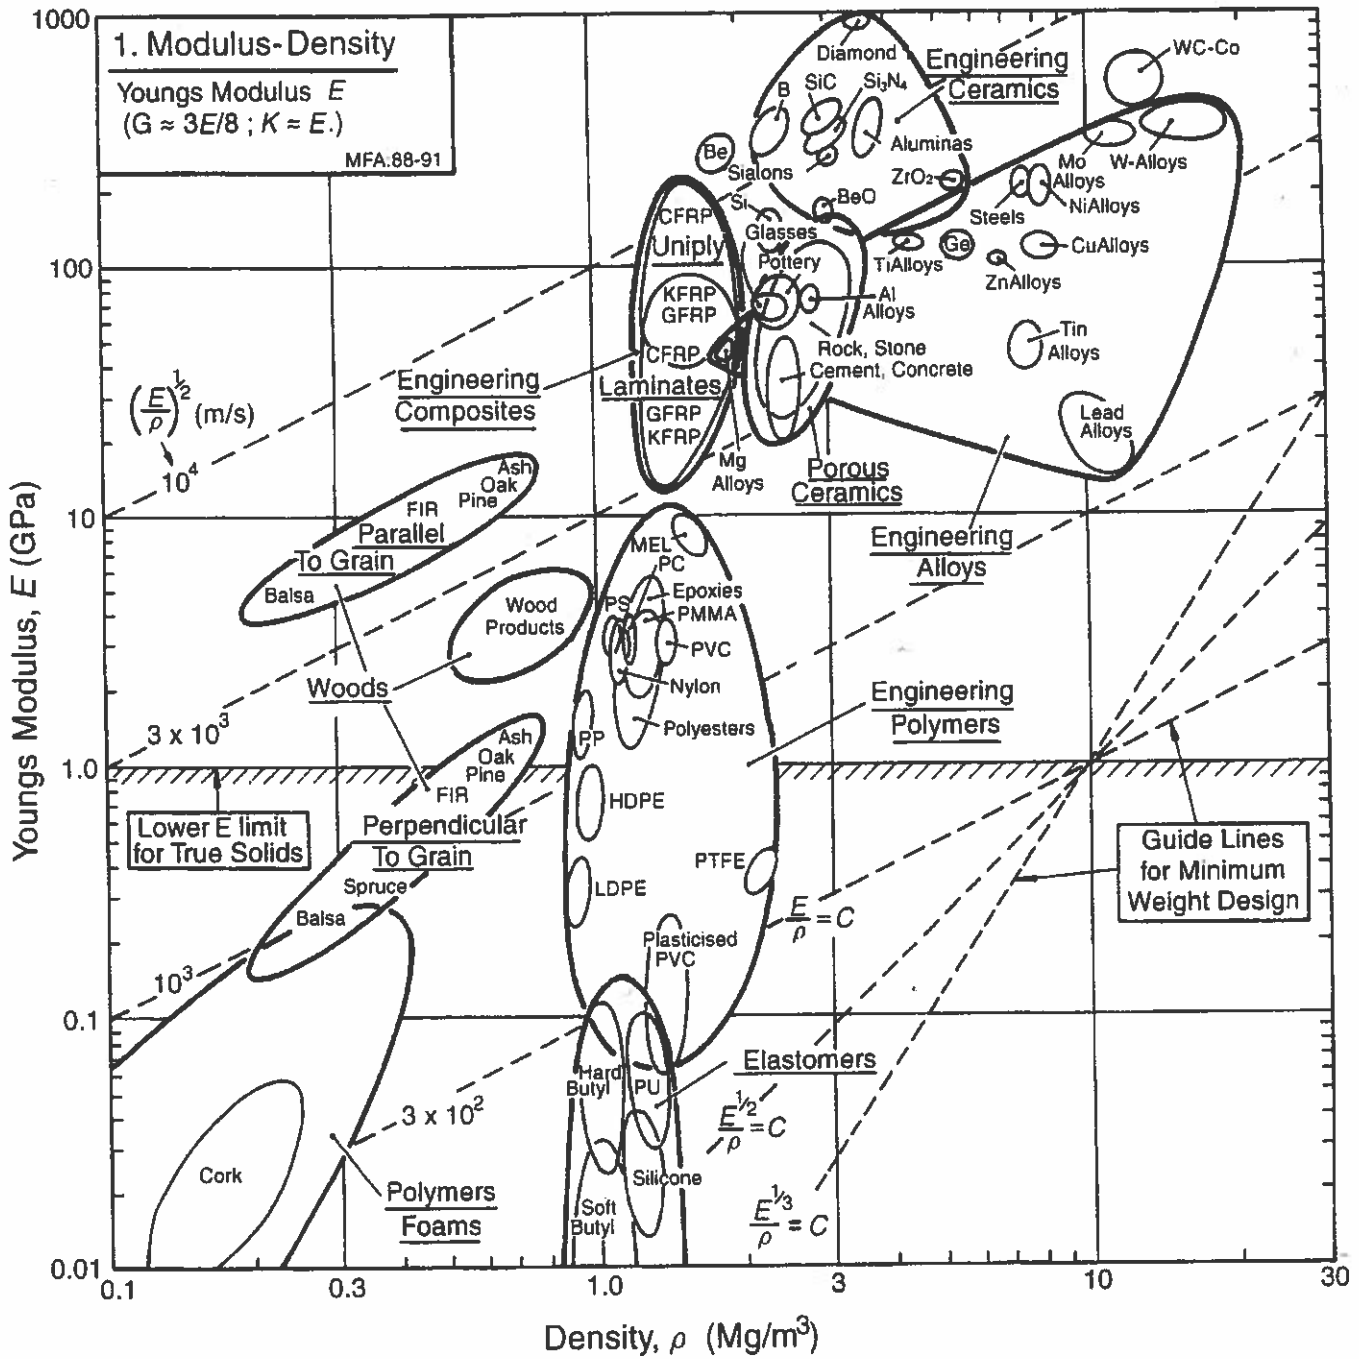 1. Modulus-Density
Youngs Modulus E
(G ≈ 3E/8 ; K ≈ E.)
MFA:88-91
1000
100
10
1.0
0.1
0.01
Youngs Modulus, E (GPa)
0.1
0.3
1.0
3
10
30
Density, ρ (Mg/m³)
Diamond
Engineering
Ceramics
WC-Co
B
SiC
Si₃N₄
Be
Aluminas
Sialons
ZrO₂
Mo
Alloys
W-Alloys
Si
BeO
Steels
NiAlloys
CFRP
Uniply
Glasses
Pottery
TiAlloys
Ge
CuAlloys
ZnAlloys
KFRP
GFRP
Al
Alloys
CFRP
Laminates
GFRP
KFRP
Rock, Stone
Cement, Concrete
Tin
Alloys
Lead
Alloys
Engineering
Composites
(E/ρ)^½ (m/s)
10⁴
Mg
Alloys
Porous
Ceramics
Engineering
Alloys
Ash
Oak
Pine
FIR
Parallel
To Grain
Balsa
MEL
PC
Epoxies
PS
PMMA
PVC
Nylon
Polyesters
Wood
Products
Woods
Engineering
Polymers
3 x 10³
PP
Ash
Oak
Pine
FIR
HDPE
Lower E limit
for True Solids
Perpendicular
To Grain
PTFE
Guide Lines
for Minimum
Weight Design
LDPE
Spruce
Balsa
E/ρ = C
10³
Plasticised
PVC
Elastomers
Hard
Butyl
PU
3 x 10²
E^½/ρ = C
Cork
Silicone
Polymers
Foams
Soft
Butyl
E^⅓/ρ = C